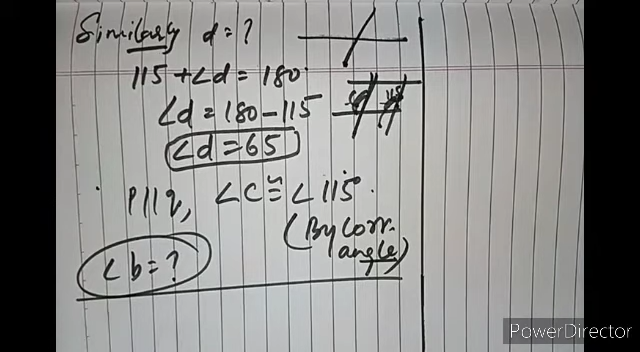 Similarly d = ?
115 + ∠d = 180°
∠d = 180 - 115
∠d = 65
P || q, ∠C ≅ ∠115°.
(By corr.
angle)
∠b = ?
PowerDirector